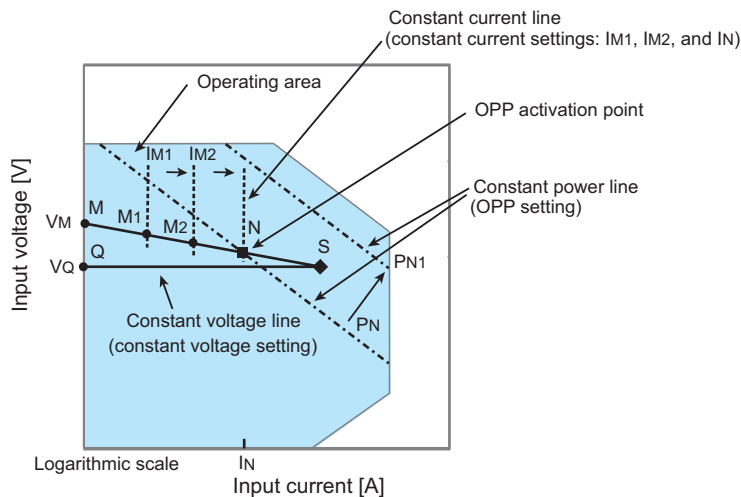 Constant current line
(constant current settings: IM1, IM2, and IN)
Operating area
OPP activation point
IM1
IM2
Constant power line
(OPP setting)
Input voltage [V]
VM
M
M1
M2
N
S
VQ
Q
PN1
PN
Constant voltage line
(constant voltage setting)
Logarithmic scale
IN
Input current [A]